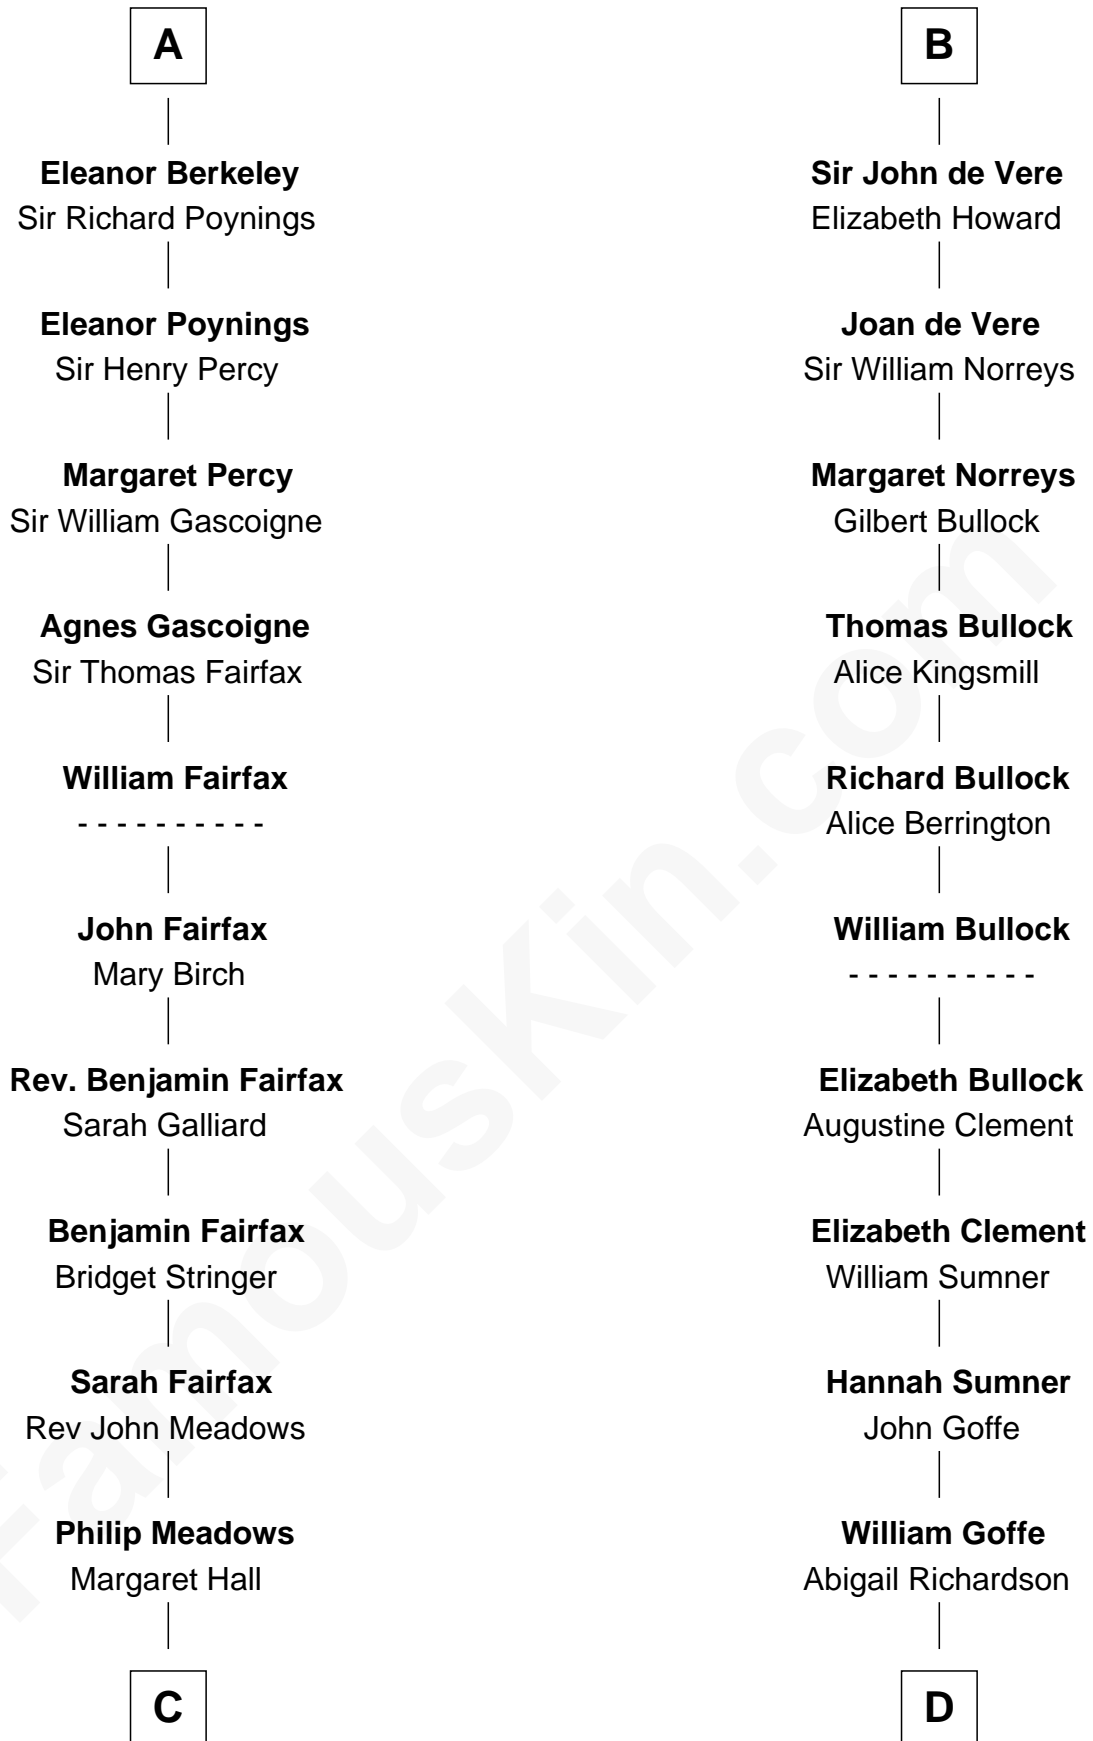 A
Eleanor Berkeley
Sir Richard Poynings
Eleanor Poynings
Sir Henry Percy
Margaret Percy
Sir William Gascoigne
Agnes Gascoigne
Sir Thomas Fairfax
William Fairfax
- - - - - - - - - -
John Fairfax
Mary Birch
Rev. Benjamin Fairfax
Sarah Galliard
Benjamin Fairfax
Bridget Stringer
Sarah Fairfax
Rev John Meadows
Philip Meadows
Margaret Hall
C
B
Sir John de Vere
Elizabeth Howard
Joan de Vere
Sir William Norreys
Margaret Norreys
Gilbert Bullock
Thomas Bullock
Alice Kingsmill
Richard Bullock
Alice Berrington
William Bullock
- - - - - - - - - -
Elizabeth Bullock
Augustine Clement
Elizabeth Clement
William Sumner
Hannah Sumner
John Goffe
William Goffe
Abigail Richardson
D
FamousKin.com